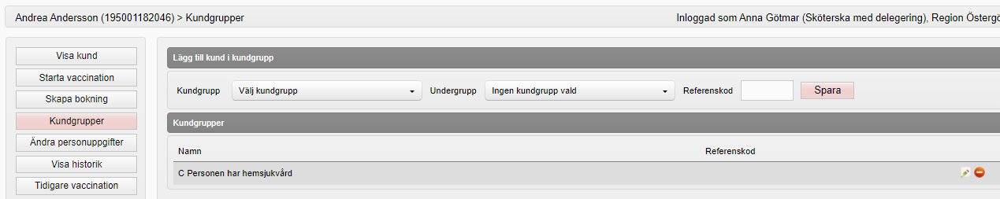 Andrea Andersson (195001182046) > Kundgrupper
Inloggad som Anna Götmar (Sköterska med delegering), Region Östergö
Visa kund
Starta vaccination
Skapa bokning
Kundgrupper
Ändra personuppgifter
Visa historik
Tidigare vaccination
Lägg till kund i kundgrupp
Kundgrupp Välj kundgrupp Undergrupp Ingen kundgrupp vald Referenskod Spara
Kundgrupper
Namn Referenskod
C Personen har hemsjukvård